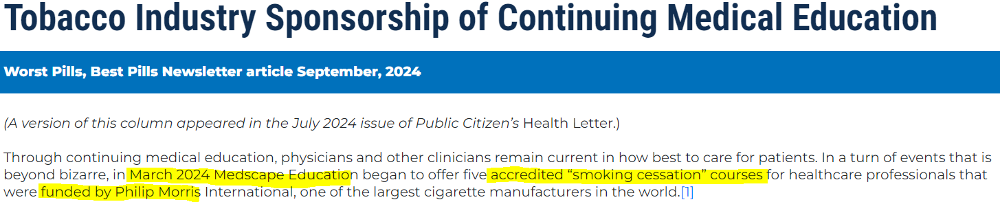 Tobacco Industry Sponsorship of Continuing Medical Education
Worst Pills, Best Pills Newsletter article September, 2024
(A version of this column appeared in the July 2024 issue of Public Citizen’s Health Letter.)
Through continuing medical education, physicians and other clinicians remain current in how best to care for patients. In a turn of events that is
beyond bizarre, in March 2024 Medscape Education began to offer five accredited “smoking cessation” courses for healthcare professionals that
were funded by Philip Morris International, one of the largest cigarette manufacturers in the world.[1]